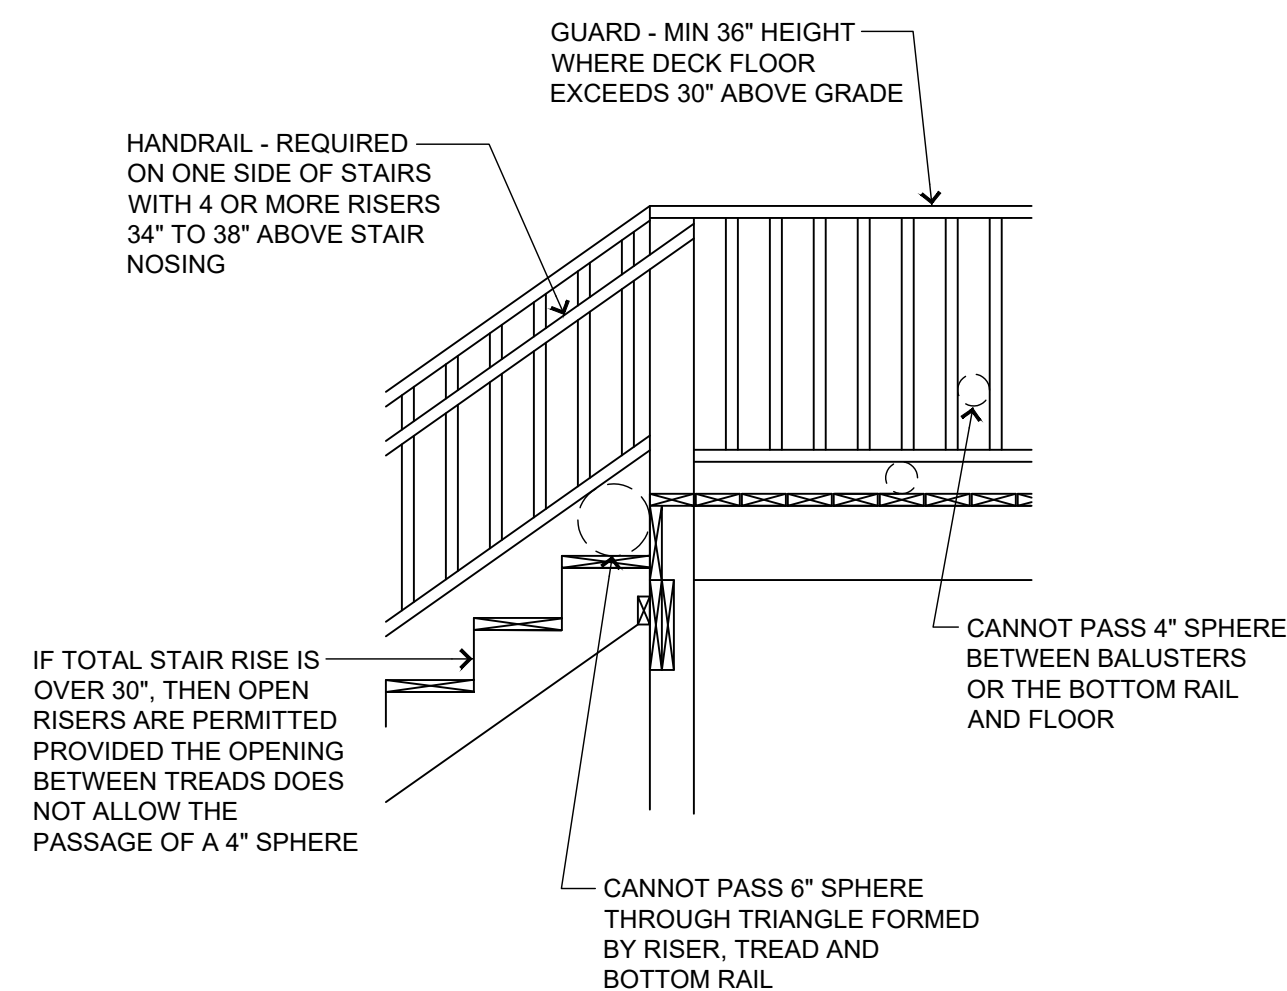 GUARD - MIN 36" HEIGHT
WHERE DECK FLOOR
EXCEEDS 30" ABOVE GRADE
HANDRAIL - REQUIRED
ON ONE SIDE OF STAIRS
WITH 4 OR MORE RISERS
34" TO 38" ABOVE STAIR
NOSING
CANNOT PASS 4" SPHERE
BETWEEN BALUSTERS
OR THE BOTTOM RAIL
AND FLOOR
IF TOTAL STAIR RISE IS
OVER 30", THEN OPEN
RISERS ARE PERMITTED
PROVIDED THE OPENING
BETWEEN TREADS DOES
NOT ALLOW THE
PASSAGE OF A 4" SPHERE
CANNOT PASS 6" SPHERE
THROUGH TRIANGLE FORMED
BY RISER, TREAD AND
BOTTOM RAIL